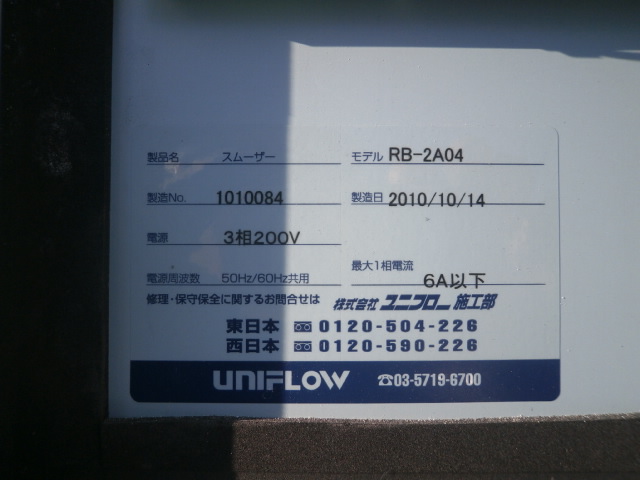 製品名 スムーザー モデル RB-2A04
製造No. 1010084 製造日 2010/10/14
電源 3相200V
電源周波数 50Hz/60Hz共用 最大1相電流 6A以下
修理・保守保全に関するお問合せは 株式会社 ユニフロー 施工部
東日本 0120-504-226
西日本 0120-590-226
UNIFLOW ☎03-5719-6700